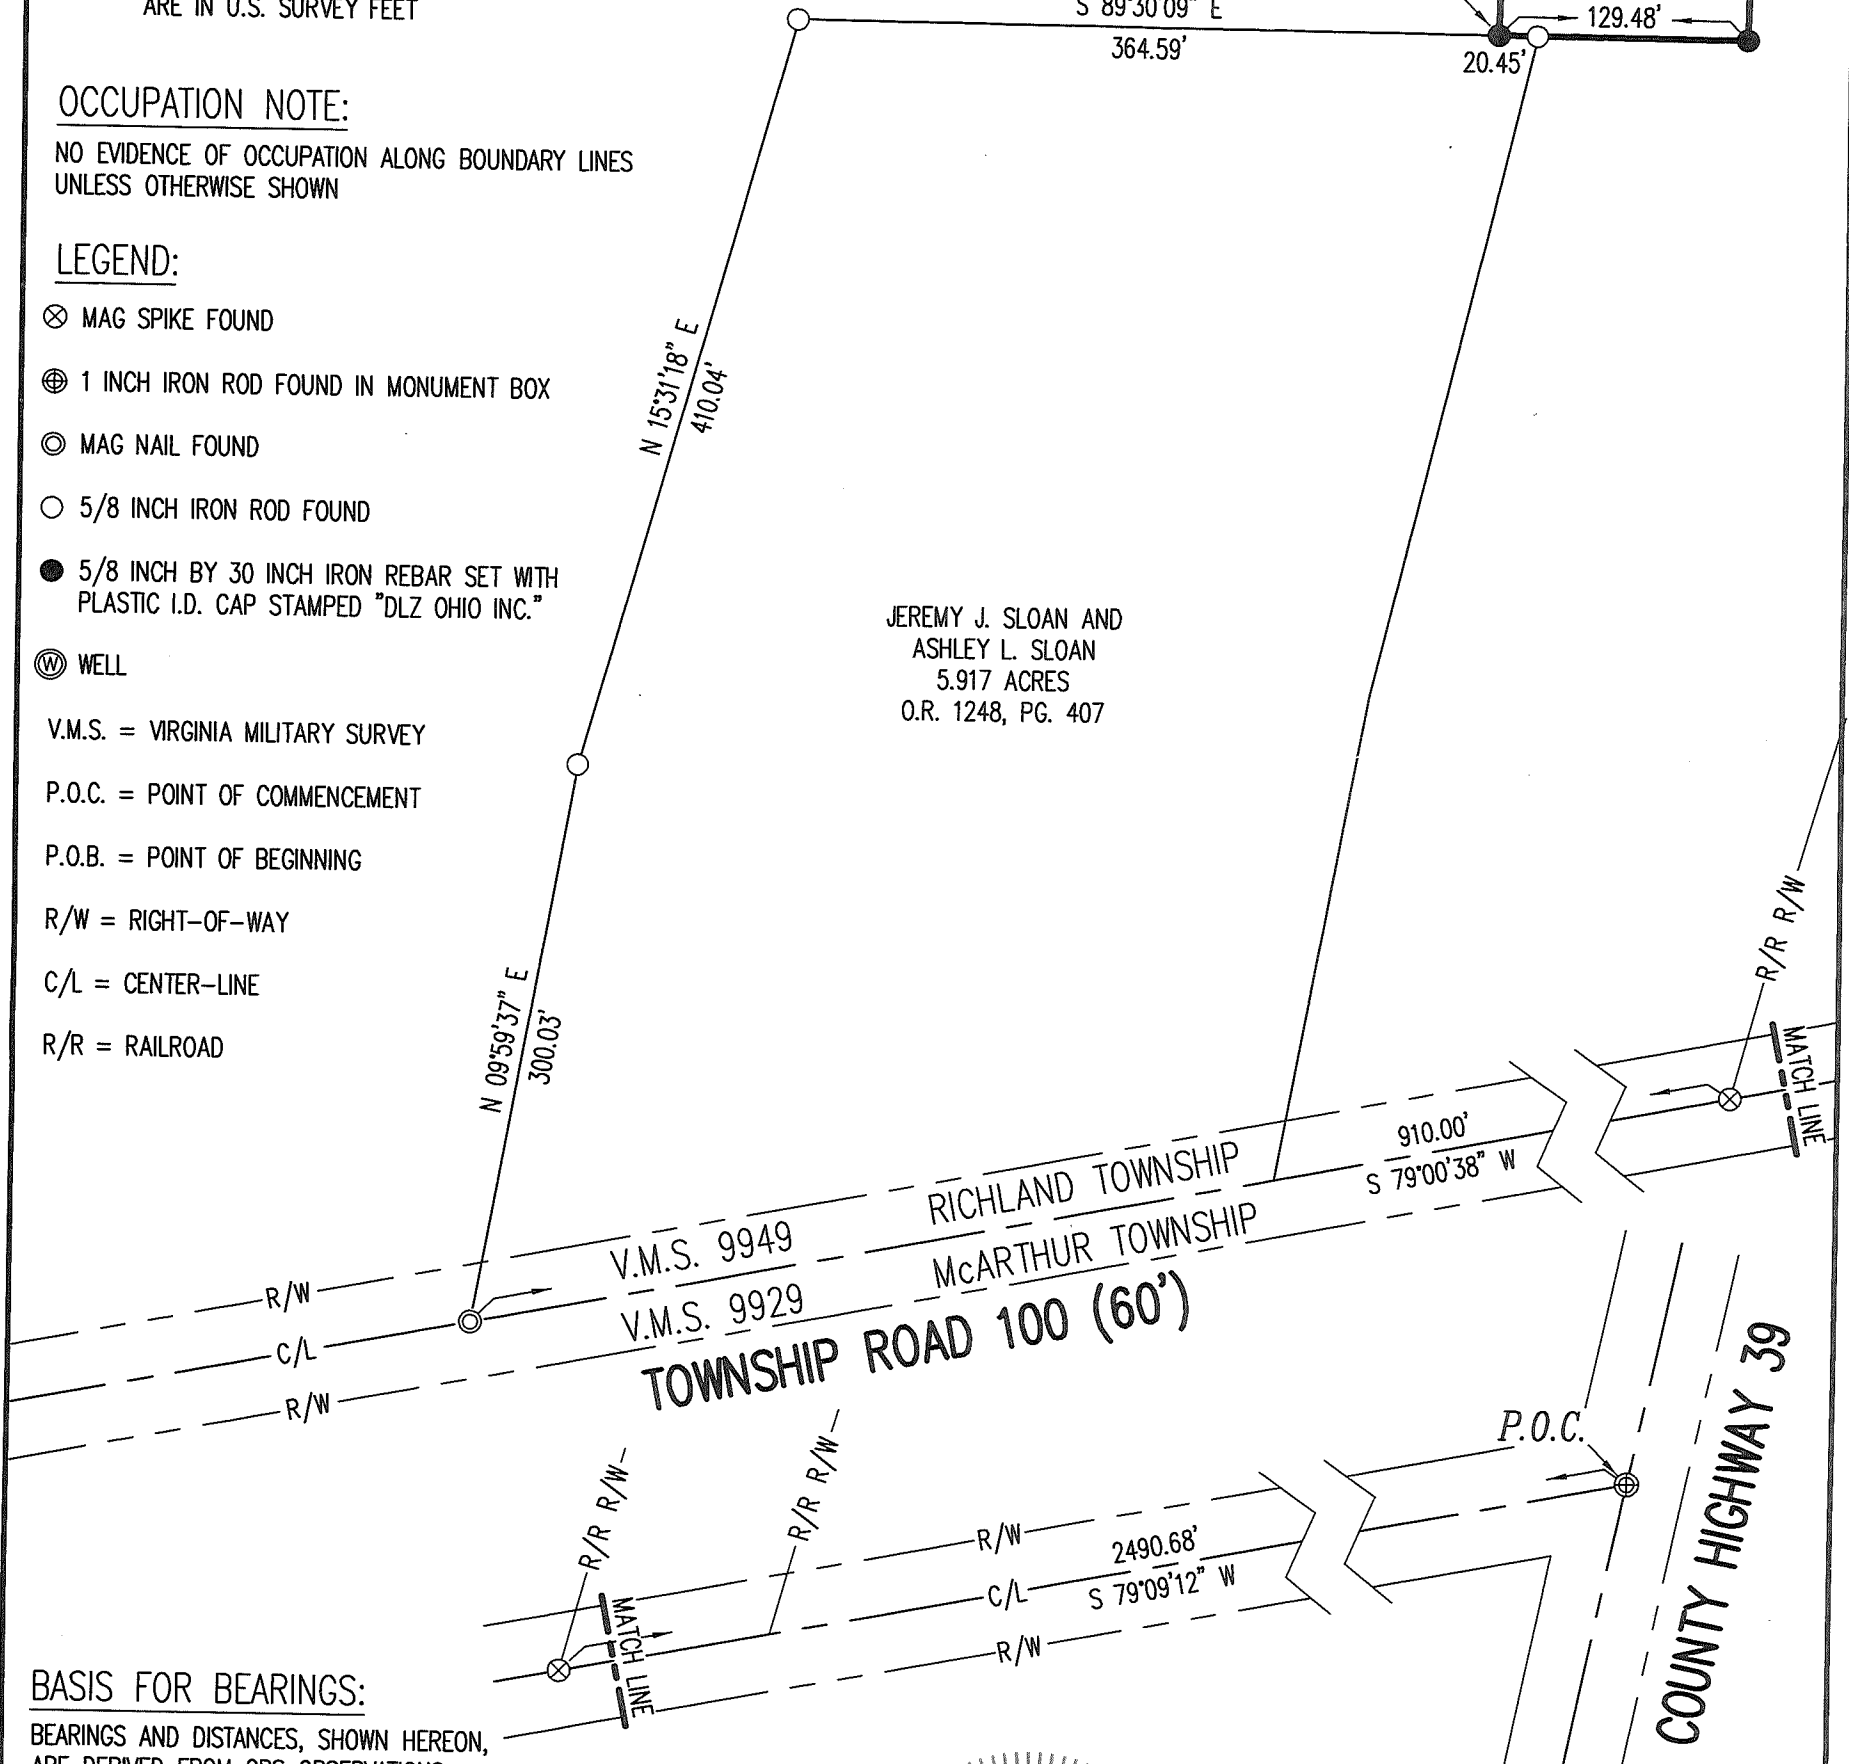 ARE IN U.S. SURVEY FEET
S 89°30'09" E
364.59'
20.45'
129.48'
OCCUPATION NOTE:
NO EVIDENCE OF OCCUPATION ALONG BOUNDARY LINES
UNLESS OTHERWISE SHOWN
LEGEND:
MAG SPIKE FOUND
1 INCH IRON ROD FOUND IN MONUMENT BOX
MAG NAIL FOUND
5/8 INCH IRON ROD FOUND
5/8 INCH BY 30 INCH IRON REBAR SET WITH
PLASTIC I.D. CAP STAMPED "DLZ OHIO INC."
W WELL
V.M.S. = VIRGINIA MILITARY SURVEY
P.O.C. = POINT OF COMMENCEMENT
P.O.B. = POINT OF BEGINNING
R/W = RIGHT-OF-WAY
C/L = CENTER-LINE
R/R = RAILROAD
N 15°31'18" E
410.04'
JEREMY J. SLOAN AND
ASHLEY L. SLOAN
5.917 ACRES
O.R. 1248, PG. 407
N 09°59'37" E
300.03'
R/R R/W
MATCH LINE
910.00'
S 79°00'38" W
RICHLAND TOWNSHIP
McARTHUR TOWNSHIP
V.M.S. 9949
V.M.S. 9929
R/W
C/L
R/W
TOWNSHIP ROAD 100 (60')
COUNTY HIGHWAY 39
P.O.C.
R/R R/W
R/R R/W
R/W
2490.68'
C/L
S 79°09'12" W
R/W
MATCH LINE
BASIS FOR BEARINGS:
BEARINGS AND DISTANCES, SHOWN HEREON,
ARE DERIVED FROM GPS OBSERVATIONS